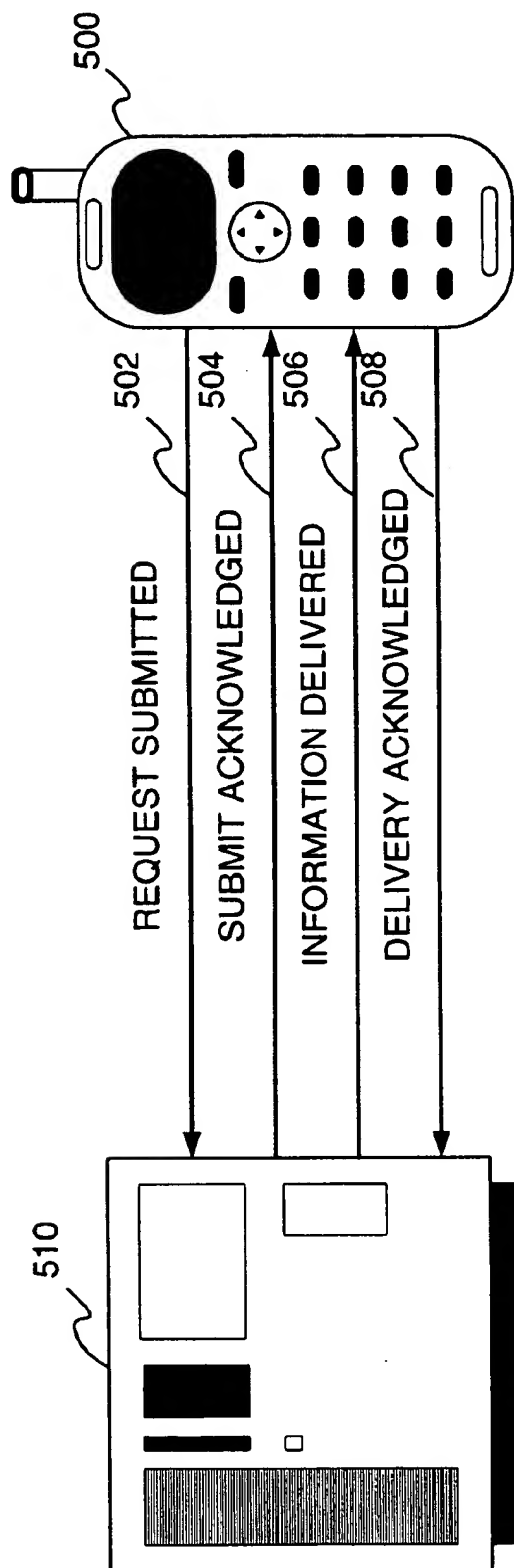 510
REQUEST SUBMITTED
502
SUBMIT ACKNOWLEDGED
504
INFORMATION DELIVERED
506
DELIVERY ACKNOWLEDGED
508
500